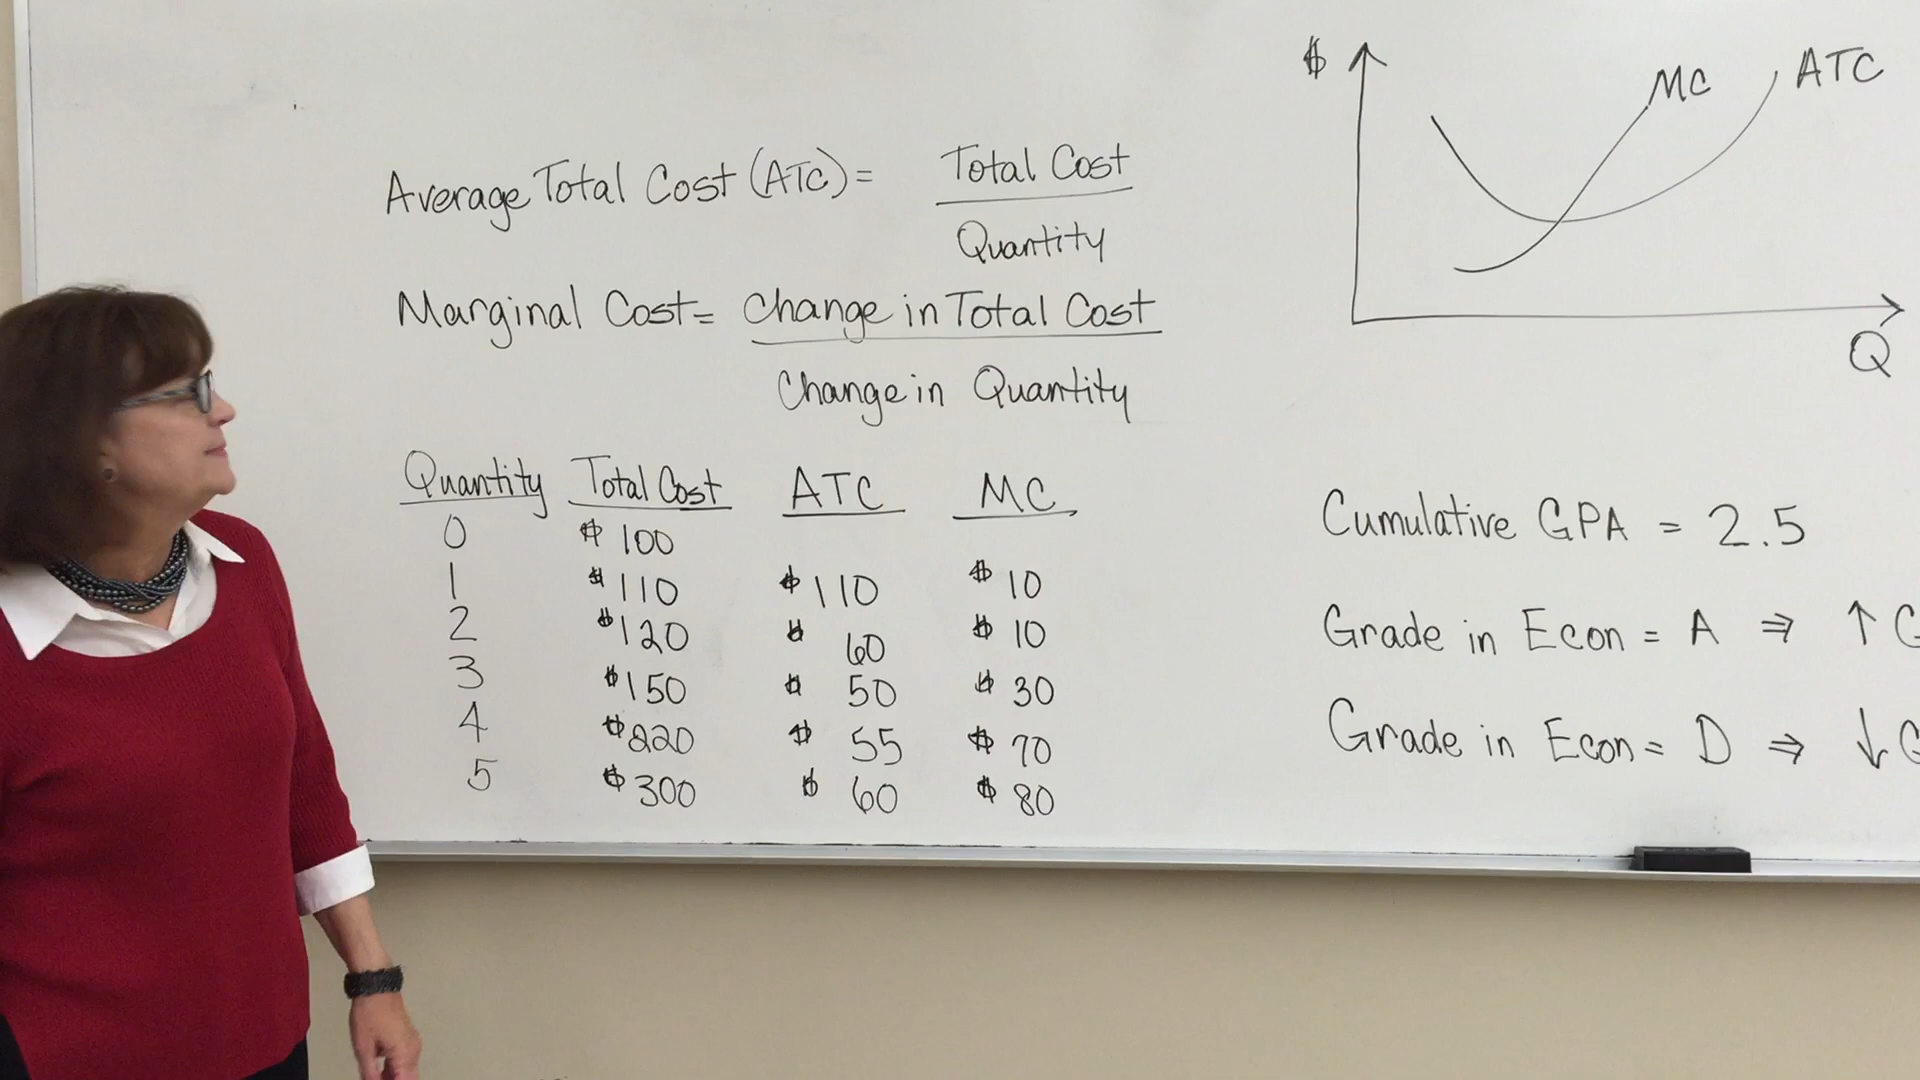 Average Total Cost (ATC) = Total Cost
Quantity
Marginal Cost = Change in Total Cost
Change in Quantity
Quantity Total Cost ATC MC
0 $100
1 $110 $110 $10
2 $120 $60 $10
3 $150 $50 $30
4 $220 $55 $70
5 $300 $60 $80
$ MC ATC
Q
Cumulative GPA = 2.5
Grade in Econ = A ⇒ ↑ G
Grade in Econ = D ⇒ ↓ G